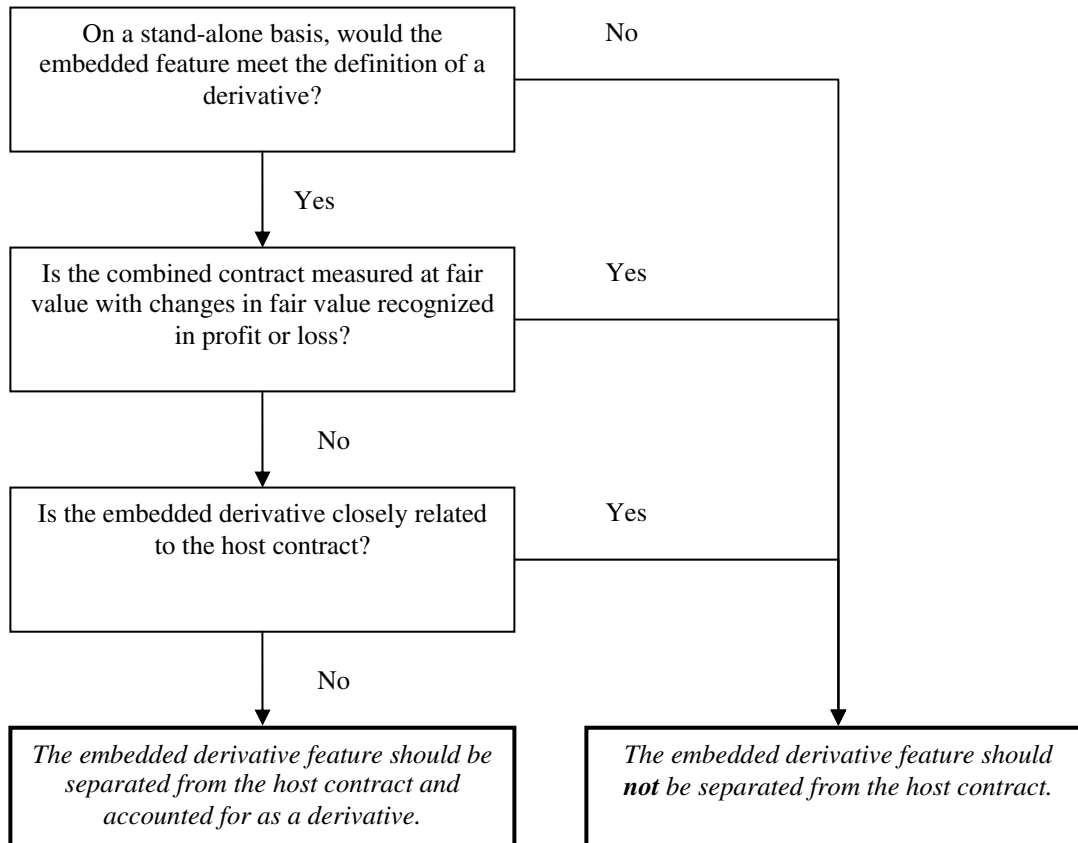 On a stand-alone basis, would the
embedded feature meet the definition of a
derivative?
No
Yes
Is the combined contract measured at fair
value with changes in fair value recognized
in profit or loss?
Yes
No
Is the embedded derivative closely related
to the host contract?
Yes
No
The embedded derivative feature should be
separated from the host contract and
accounted for as a derivative.
The embedded derivative feature should
not be separated from the host contract.